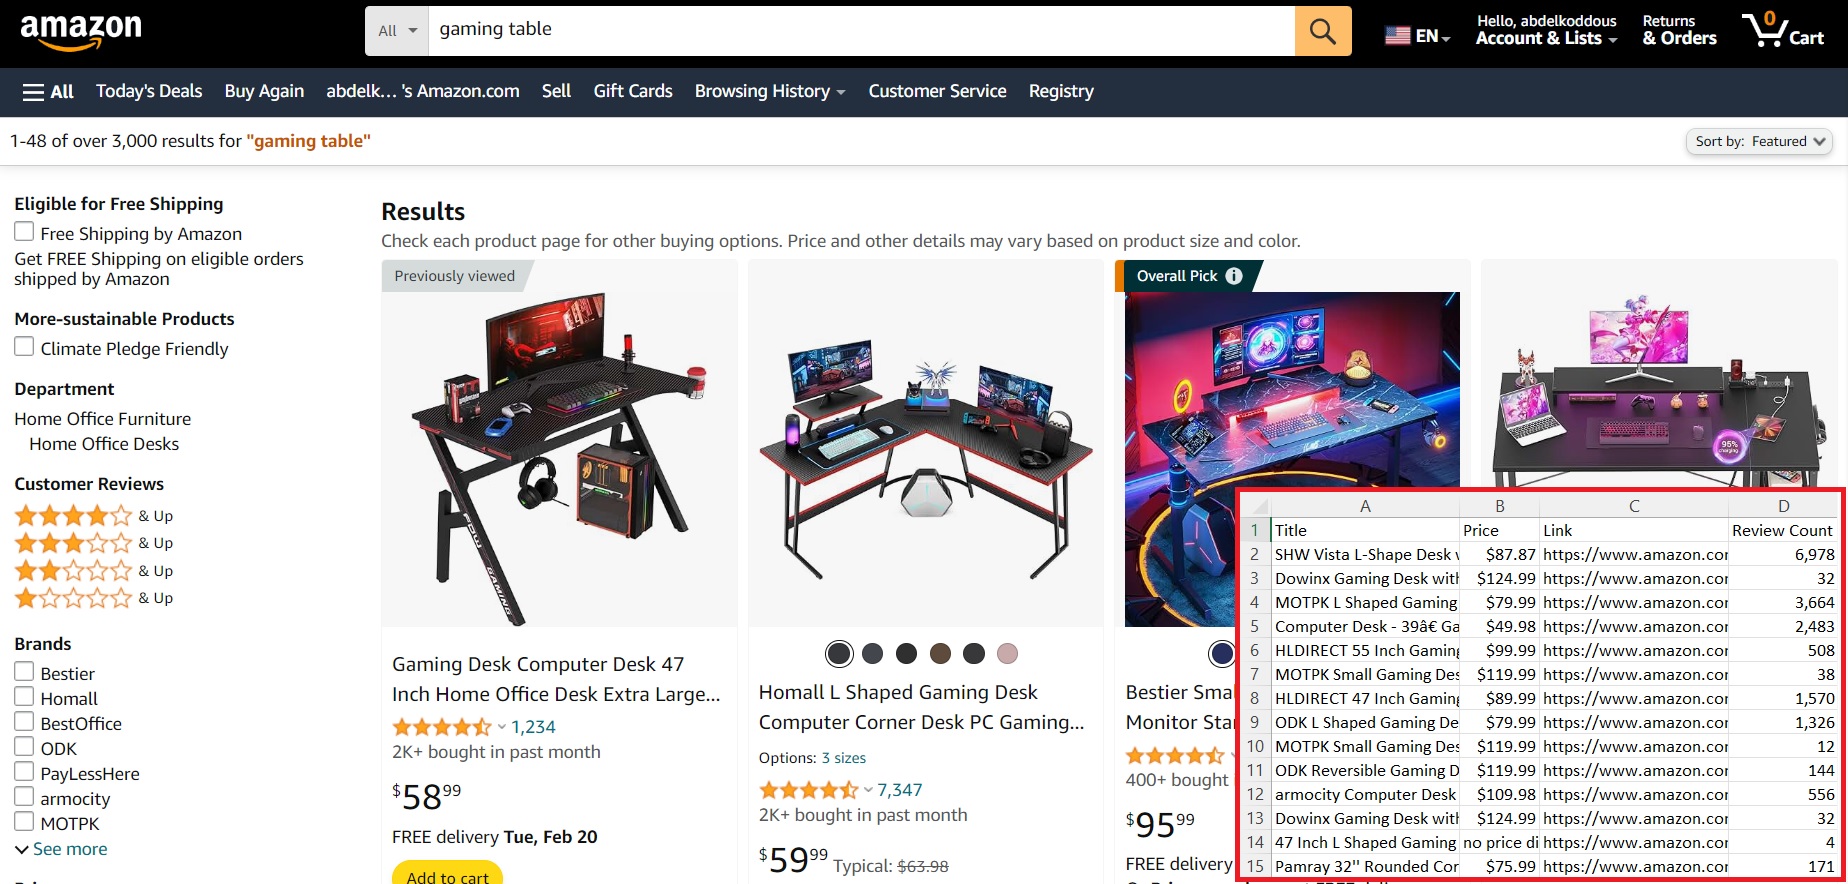 amazon
All
gaming table
EN
Hello, abdelkoddous
Account & Lists
Returns
& Orders
0
Cart
All
Today's Deals
Buy Again
abdelk... 's Amazon.com
Sell
Gift Cards
Browsing History
Customer Service
Registry
1-48 of over 3,000 results for "gaming table"
Sort by: Featured
Eligible for Free Shipping
Free Shipping by Amazon
Get FREE Shipping on eligible orders
shipped by Amazon
More-sustainable Products
Climate Pledge Friendly
Department
Home Office Furniture
Home Office Desks
Customer Reviews
& Up
& Up
& Up
& Up
Brands
Bestier
Homall
BestOffice
ODK
PayLessHere
armocity
MOTPK
See more
Results
Check each product page for other buying options. Price and other details may vary based on product size and color.
Previously viewed
GAMING
Gaming Desk Computer Desk 47
Inch Home Office Desk Extra Large...
1,234
2K+ bought in past month
$58 99
FREE delivery Tue, Feb 20
Add to cart
Homall L Shaped Gaming Desk
Computer Corner Desk PC Gaming...
Options: 3 sizes
7,347
2K+ bought in past month
$59 99 Typical: $63.98
Overall Pick
Bestier Smal
Monitor Star
400+ bought
$95 99
FREE delivery
95%
charging
A B C D
1 Title Price Link Review Count
2 SHW Vista L-Shape Desk w $87.87 https://www.amazon.cor 6,978
3 Dowinx Gaming Desk with $124.99 https://www.amazon.cor 32
4 MOTPK L Shaped Gaming $79.99 https://www.amazon.cor 3,664
5 Computer Desk - 39â€ Ga $49.98 https://www.amazon.cor 2,483
6 HLDIRECT 55 Inch Gaming $99.99 https://www.amazon.cor 508
7 MOTPK Small Gaming Des $119.99 https://www.amazon.cor 38
8 HLDIRECT 47 Inch Gaming $89.99 https://www.amazon.cor 1,570
9 ODK L Shaped Gaming De $79.99 https://www.amazon.cor 1,326
10 MOTPK Small Gaming Des $119.99 https://www.amazon.cor 12
11 ODK Reversible Gaming D $119.99 https://www.amazon.cor 144
12 armocity Computer Desk $109.98 https://www.amazon.cor 556
13 Dowinx Gaming Desk with $124.99 https://www.amazon.cor 32
14 47 Inch L Shaped Gaming no price di https://www.amazon.cor 4
15 Pamray 32'' Rounded Cor $75.99 https://www.amazon.cor 171